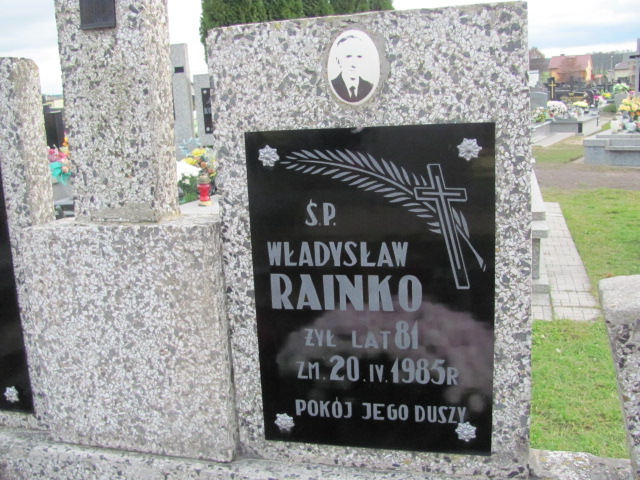 Ś.P.
WŁADYSŁAW
RAINKO
ŻYŁ LAT 81
ZM. 20.IV.1985R
POKÓJ JEGO DUSZY